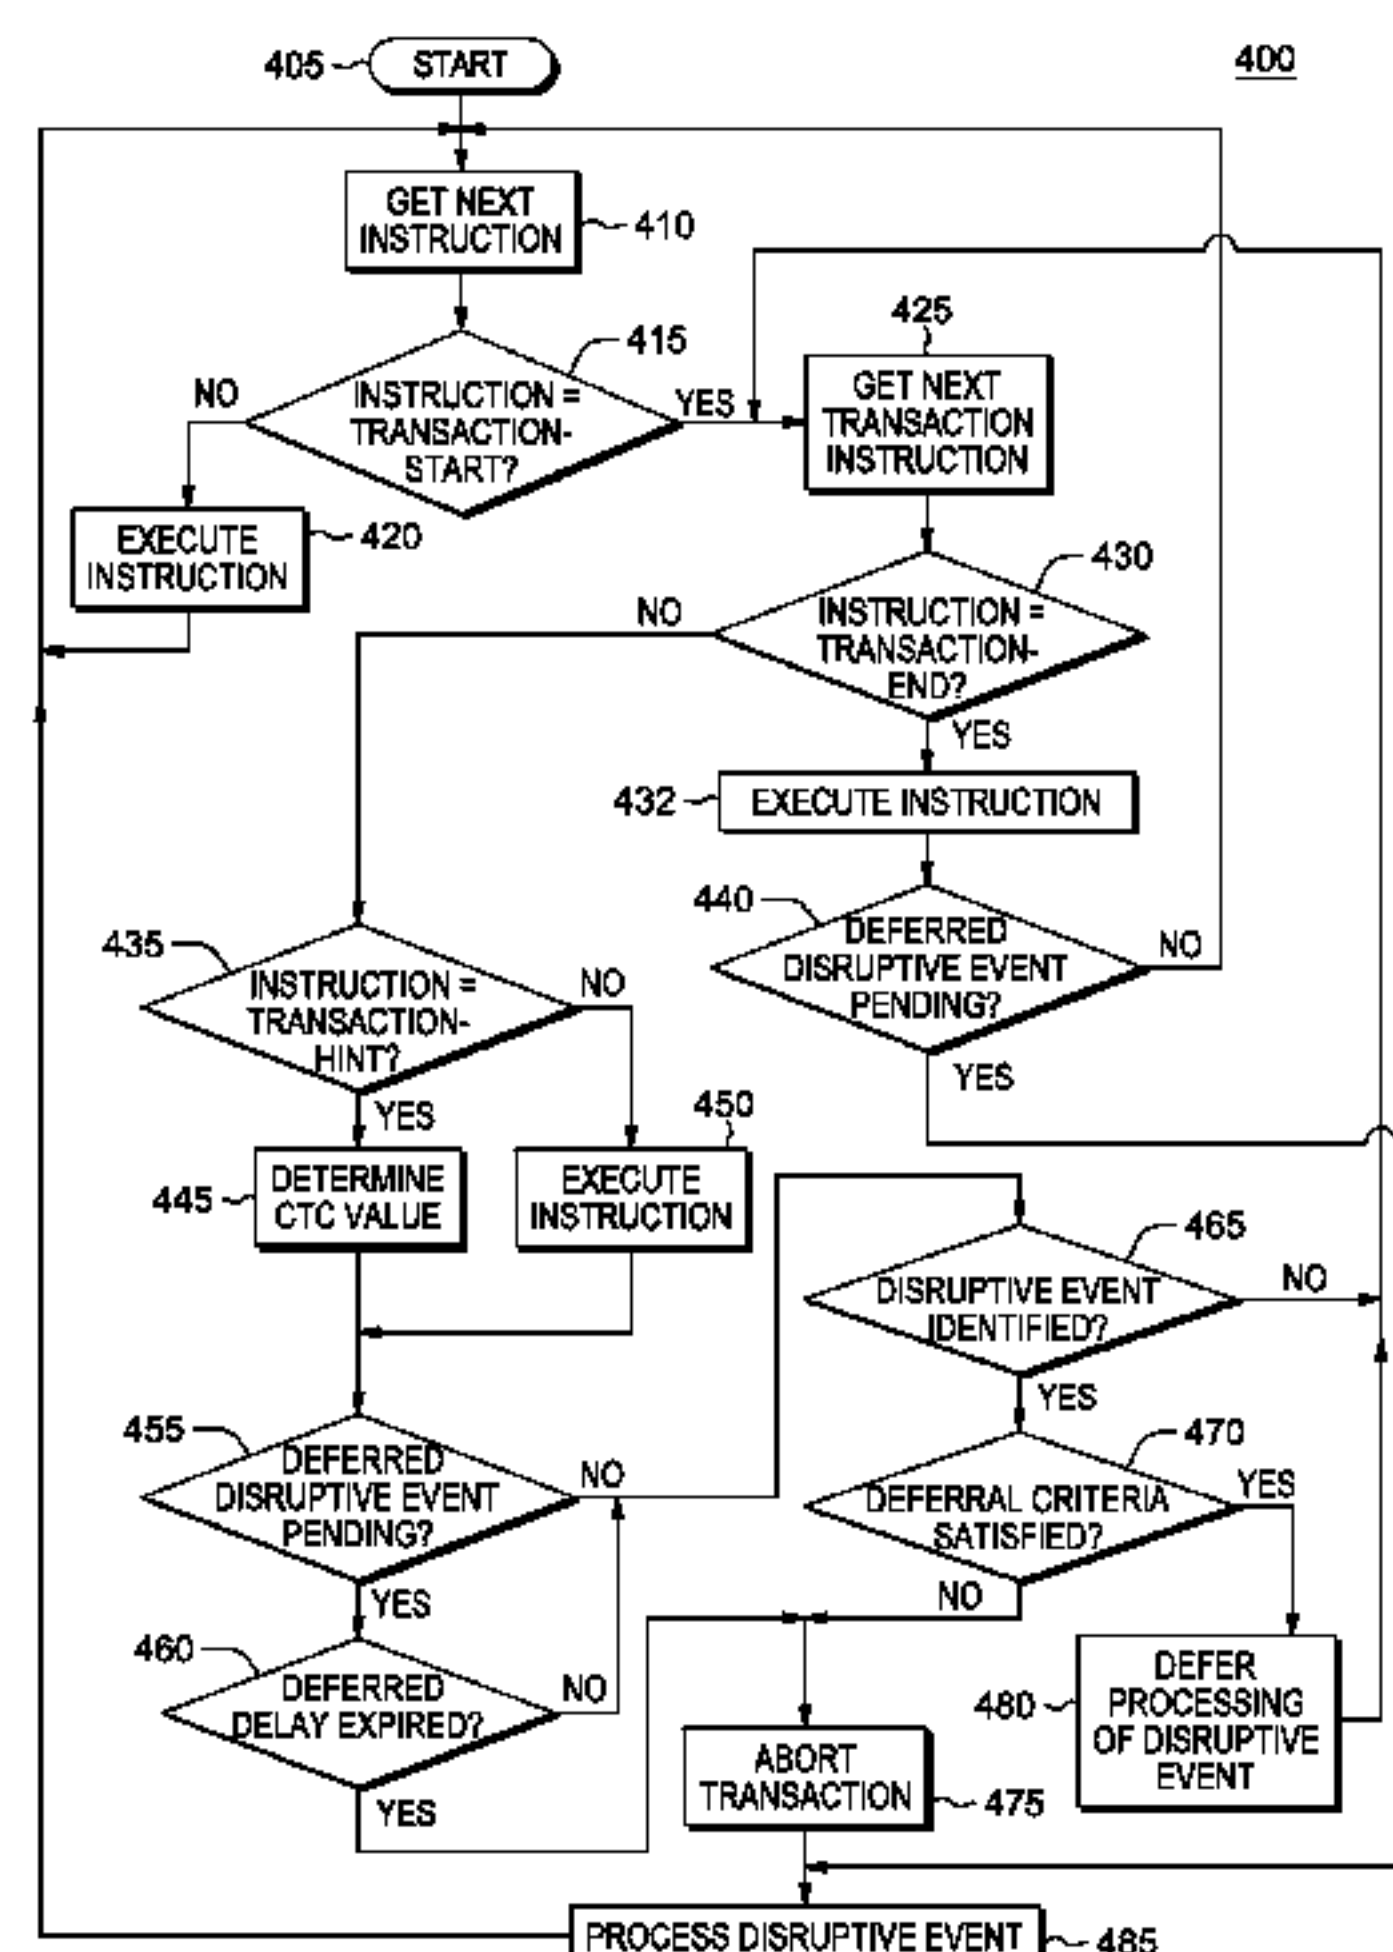 400
405
START
GET NEXT
INSTRUCTION
410
415
INSTRUCTION =
TRANSACTION-
START?
NO
YES
425
GET NEXT
TRANSACTION
INSTRUCTION
EXECUTE
INSTRUCTION
420
430
INSTRUCTION =
TRANSACTION-
END?
NO
YES
432
EXECUTE INSTRUCTION
440
DEFERRED
DISRUPTIVE EVENT
PENDING?
NO
YES
435
INSTRUCTION =
TRANSACTION-
HINT?
NO
YES
445
DETERMINE
CTC VALUE
450
EXECUTE
INSTRUCTION
465
DISRUPTIVE EVENT
IDENTIFIED?
NO
YES
455
DEFERRED
DISRUPTIVE EVENT
PENDING?
NO
YES
470
DEFERRAL CRITERIA
SATISFIED?
YES
NO
460
DEFERRED
DELAY EXPIRED?
NO
YES
480
DEFER
PROCESSING
OF DISRUPTIVE
EVENT
ABORT
TRANSACTION
475
PROCESS DISRUPTIVE EVENT
485